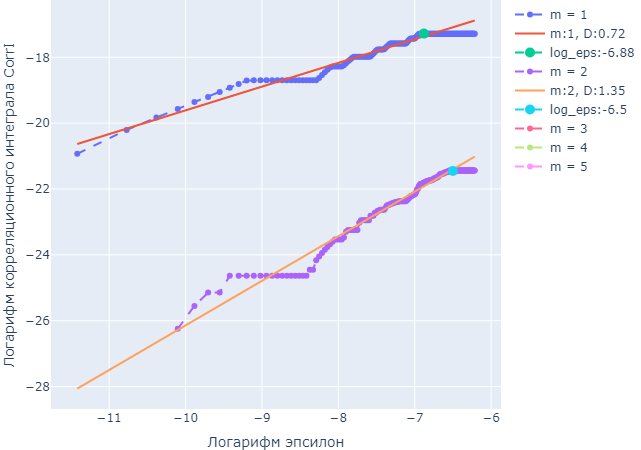 Логарифм корреляционного интеграла CorrI
−18
−20
−22
−24
−26
−28
−11
−10
−9
−8
−7
−6
Логарифм эпсилон
m = 1
m:1, D:0.72
log_eps:-6.88
m = 2
m:2, D:1.35
log_eps:-6.5
m = 3
m = 4
m = 5